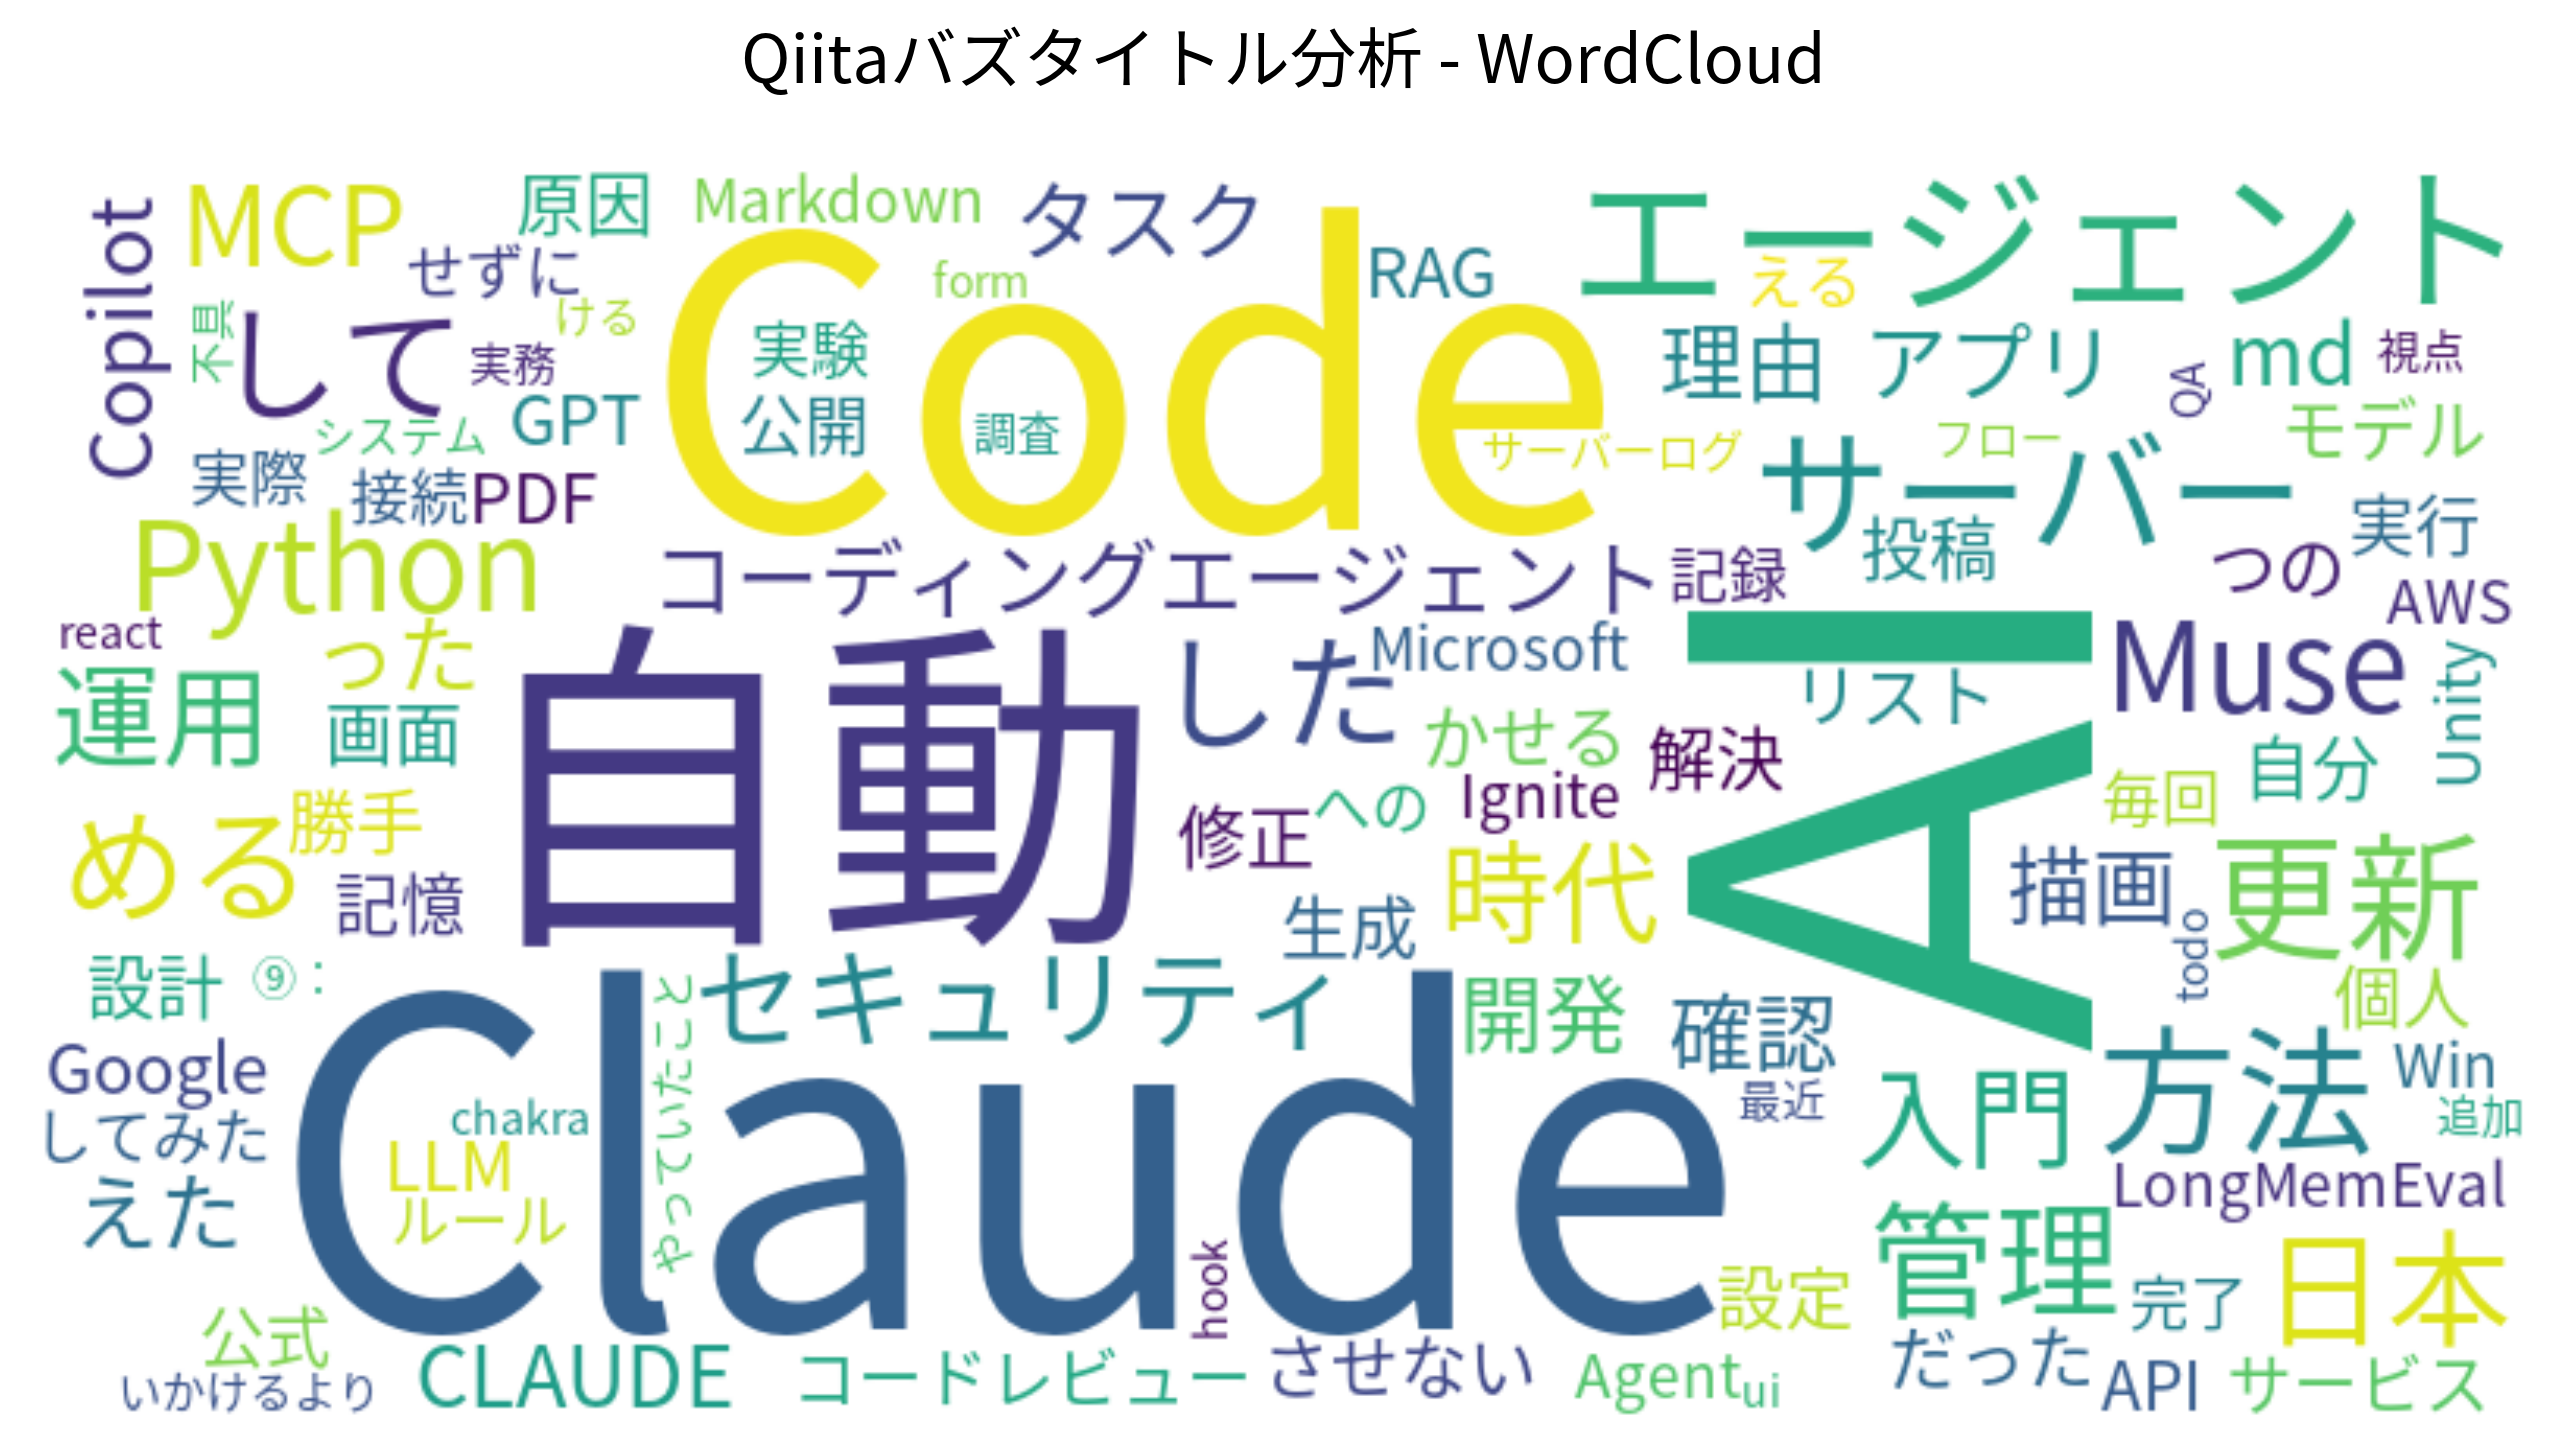 Qiitaバズタイトル分析 - WordCloud
Copilot
MCP
原因
Markdown
タスク
エージェント
せずに
form
RAG
える
不具
ける
して
実務
実験
理由
アプリ
QA
md
視点
Code
システム
GPT
公開
調査
サーバーログ
フロー
モデル
サーバー
実際
接続
PDF
投稿
実行
Python
コーディングエージェント
記録
つの
AWS
react
った
Microsoft
Muse
Unity
運用
画面
自動
した
かせる
解決
リスト
AI
自分
める
勝手
への
Ignite
毎回
修正
記憶
時代
描画
更新
生成
todo
設計
⑨：
セキュリティ
開発
確認
個人
Google
やっていたこと
最近
入門
方法
Win
してみた
chakra
追加
LLM
Claude
LongMemEval
えた
ルール
hook
管理
設定
完了
日本
公式
いかけるより
CLAUDE
コードレビュー
させない
Agent
ui
だった
API
サービス